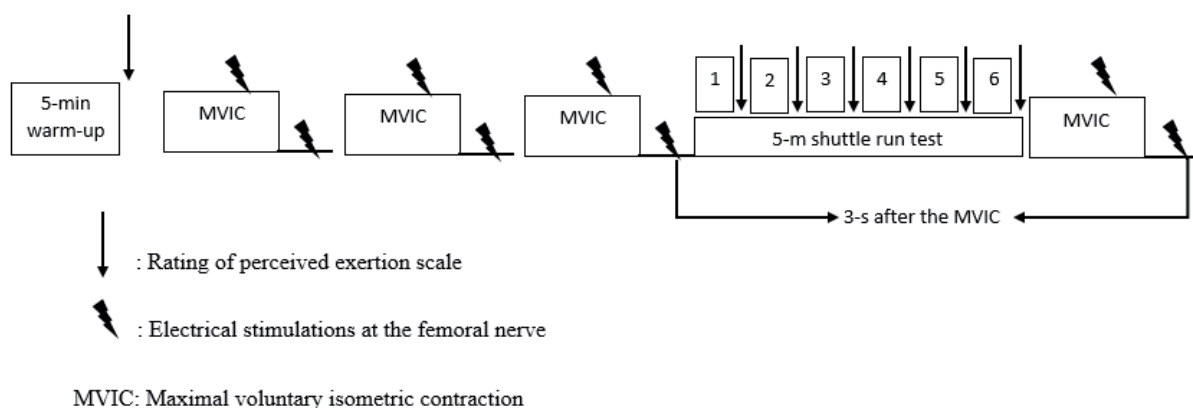 5-min
warm-up
MVIC
MVIC
MVIC
1
2
3
4
5
6
5-m shuttle run test
MVIC
3-s after the MVIC
: Rating of perceived exertion scale
: Electrical stimulations at the femoral nerve
MVIC: Maximal voluntary isometric contraction